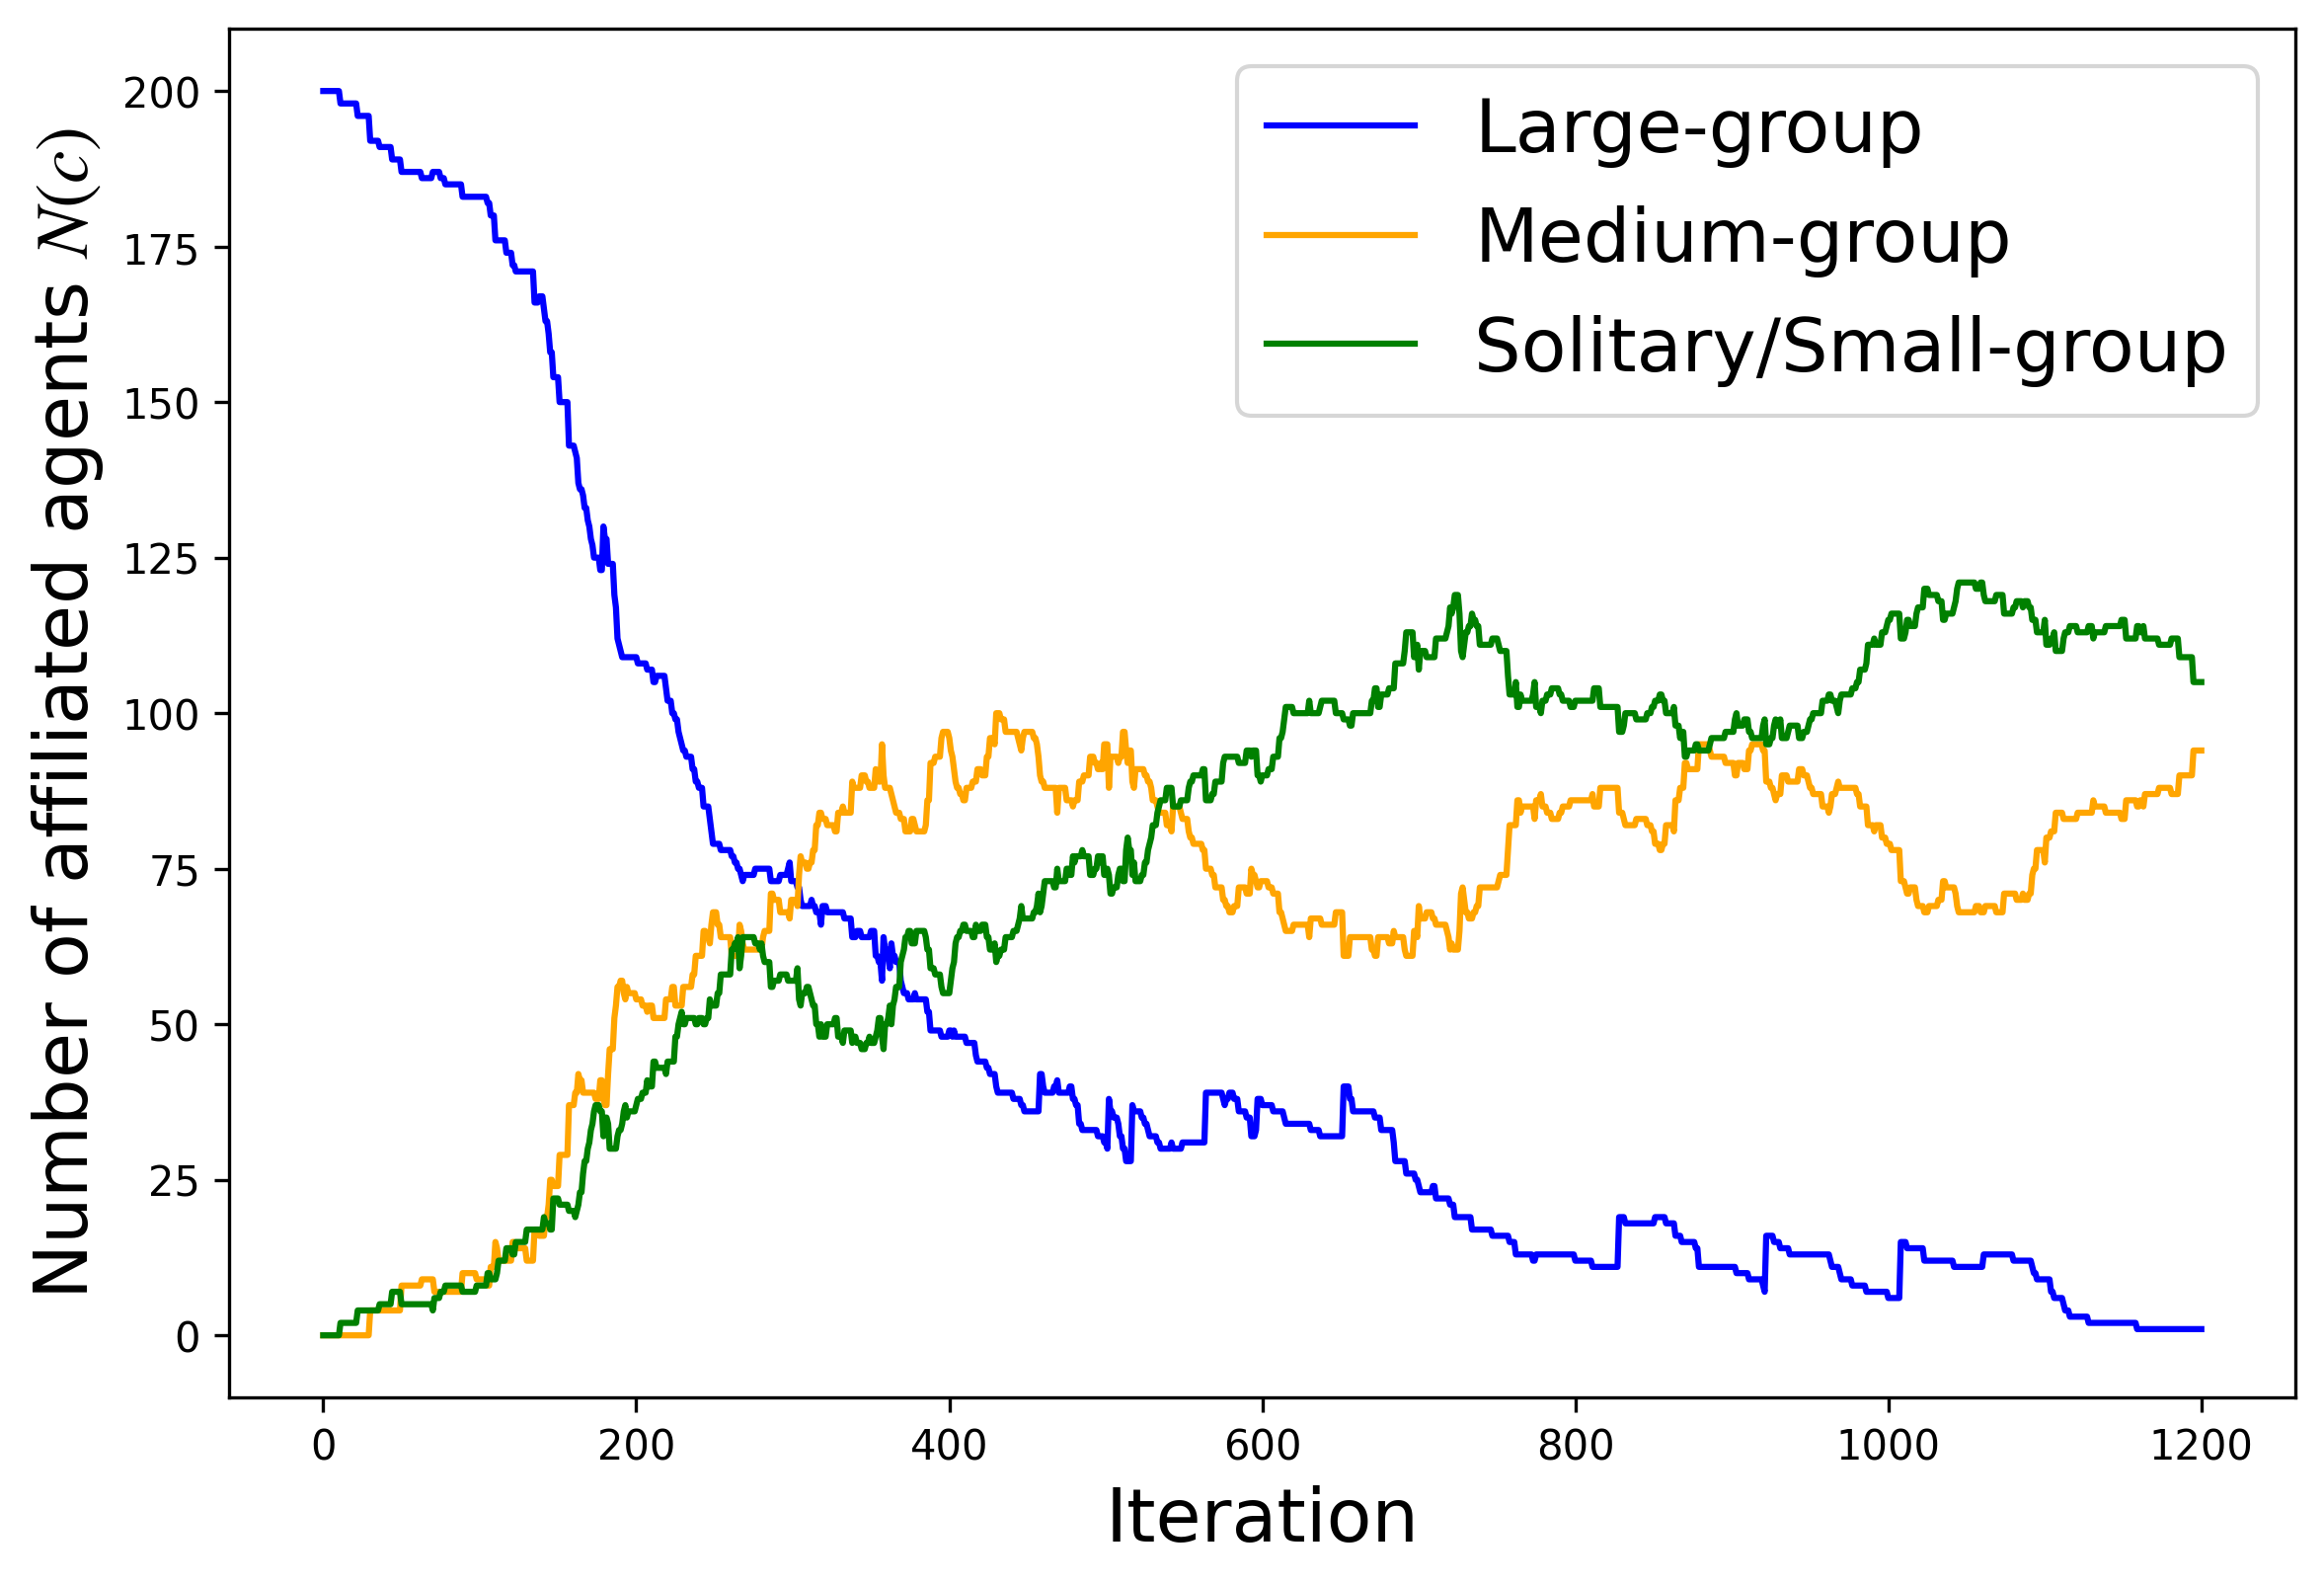 Number of affiliated agents N(c)
200
175
150
125
100
75
50
25
0
Large-group
Medium-group
Solitary/Small-group
0 200 400 600 800 1000 1200
Iteration